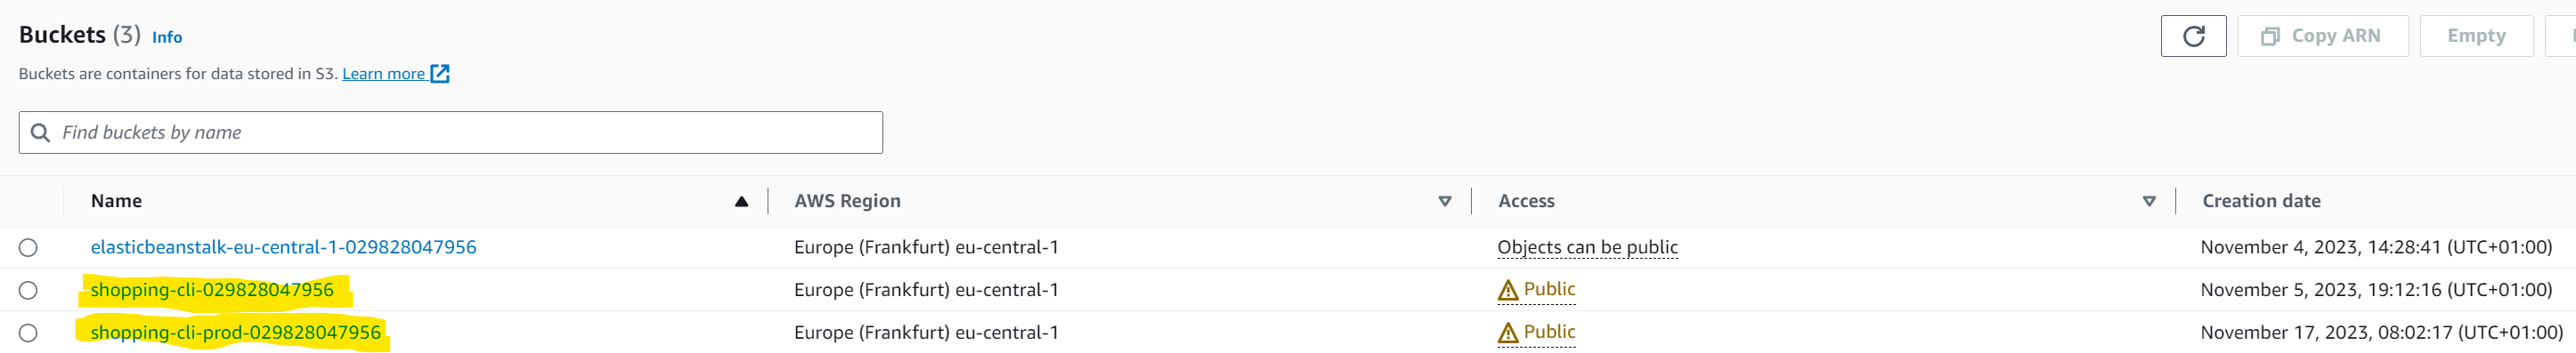 Buckets (3) Info
Copy ARN
Empty
Buckets are containers for data stored in S3. Learn more
Find buckets by name
Name AWS Region Access Creation date
elasticbeanstalk-eu-central-1-029828047956 Europe (Frankfurt) eu-central-1 Objects can be public November 4, 2023, 14:28:41 (UTC+01:00)
shopping-cli-029828047956 Europe (Frankfurt) eu-central-1 Public November 5, 2023, 19:12:16 (UTC+01:00)
shopping-cli-prod-029828047956 Europe (Frankfurt) eu-central-1 Public November 17, 2023, 08:02:17 (UTC+01:00)